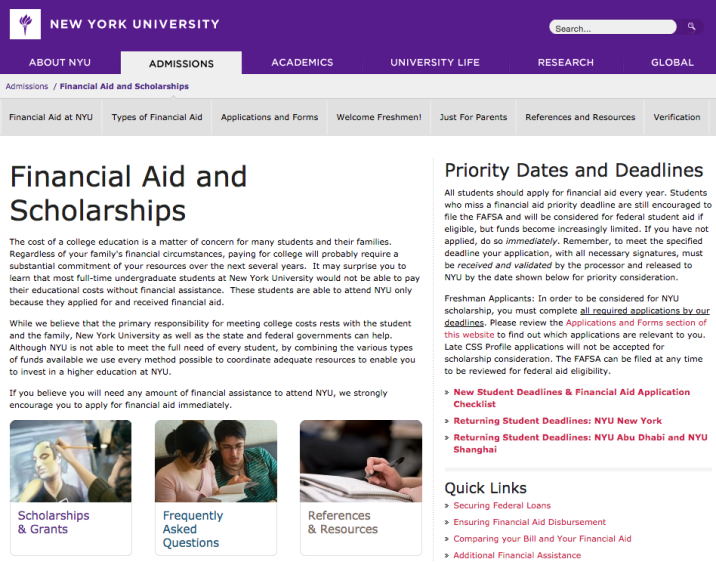 NEW YORK UNIVERSITY
Search...
ABOUT NYU
ADMISSIONS
ACADEMICS
UNIVERSITY LIFE
RESEARCH
GLOBAL
Admissions / Financial Aid and Scholarships
Financial Aid at NYU
Types of Financial Aid
Applications and Forms
Welcome Freshmen!
Just For Parents
References and Resources
Verification
Financial Aid and
Scholarships
The cost of a college education is a matter of concern for many students and their families.
Regardless of your family's financial circumstances, paying for college will probably require a
substantial commitment of your resources over the next several years.  It may surprise you to
learn that most full-time undergraduate students at New York University would not be able to pay
their educational costs without financial assistance.  These students are able to attend NYU only
because they applied for and received financial aid.
While we believe that the primary responsibility for meeting college costs rests with the student
and the family, New York University as well as the state and federal governments can help.
Although NYU is not able to meet the full need of every student, by combining the various types
of funds available we use every method possible to coordinate adequate resources to enable you
to invest in a higher education at NYU.
If you believe you will need any amount of financial assistance to attend NYU, we strongly
encourage you to apply for financial aid immediately.
Scholarships
& Grants
Frequently
Asked
Questions
References
& Resources
Priority Dates and Deadlines
All students should apply for financial aid every year. Students
who miss a financial aid priority deadline are still encouraged to
file the FAFSA and will be considered for federal student aid if
eligible, but funds become increasingly limited. If you have not
applied, do so immediately. Remember, to meet the specified
deadline your application, with all necessary signatures, must
be received and validated by the processor and released to
NYU by the date shown below for priority consideration.
Freshman Applicants: In order to be considered for NYU
scholarship, you must complete all required applications by our
deadlines. Please review the Applications and Forms section of
this website to find out which applications are relevant to you.
Late CSS Profile applications will not be accepted for
scholarship consideration. The FAFSA can be filed at any time
to be reviewed for federal eligibility.
» New Student Deadlines & Financial Aid Application
Checklist
» Returning Student Deadlines: NYU New York
» Returning Student Deadlines: NYU Abu Dhabi and NYU
Shanghai
Quick Links
» Securing Federal Loans
» Ensuring Financial Aid Disbursement
» Comparing your Bill and Your Financial Aid
» Additional Financial Assistance